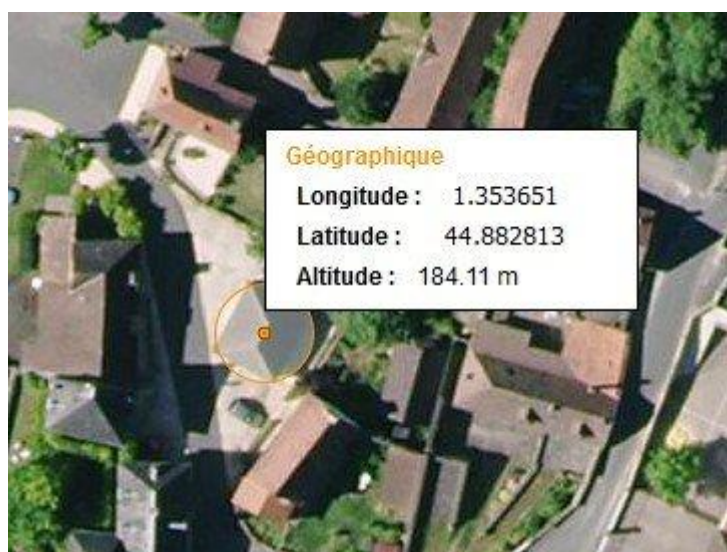 Géographique
Longitude : 1.353651
Latitude : 44.882813
Altitude : 184.11 m